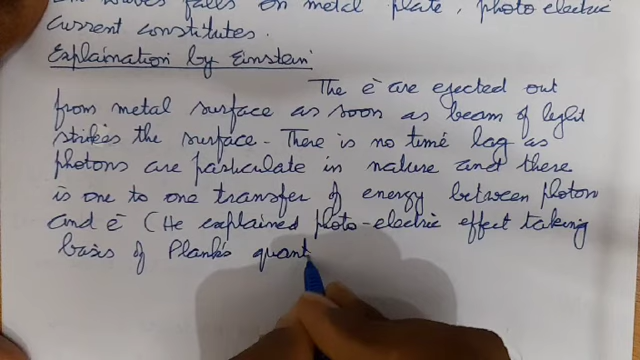 EM waves falls on metal plate, photoelectric
current constitutes.
Explaination by Einstein
The ē are ejected out
from metal surface as soon as beam of light
strikes the surface - There is no time lag as
photons are particulate in nature and there
is one to one transfer of energy between photon
and ē (He explained photo-electric effect taking
basis of Plank's quant